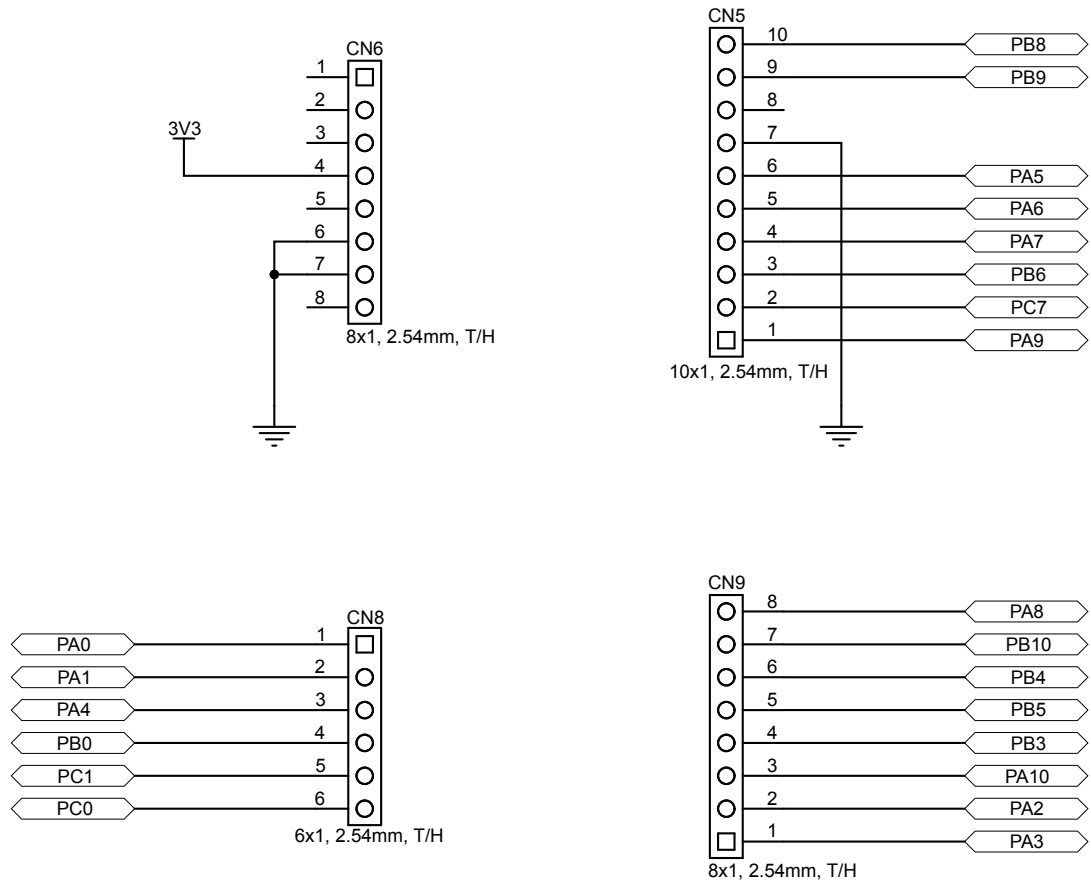 CN6
1
2
3
3V3
4
5
6
7
8
8x1, 2.54mm, T/H
CN5
10 PB8
9 PB9
8
7
6 PA5
5 PA6
4 PA7
3 PB6
2 PC7
1 PA9
10x1, 2.54mm, T/H
CN8
PA0 1
PA1 2
PA4 3
PB0 4
PC1 5
PC0 6
6x1, 2.54mm, T/H
CN9
8 PA8
7 PB10
6 PB4
5 PB5
4 PB3
3 PA10
2 PA2
1 PA3
8x1, 2.54mm, T/H